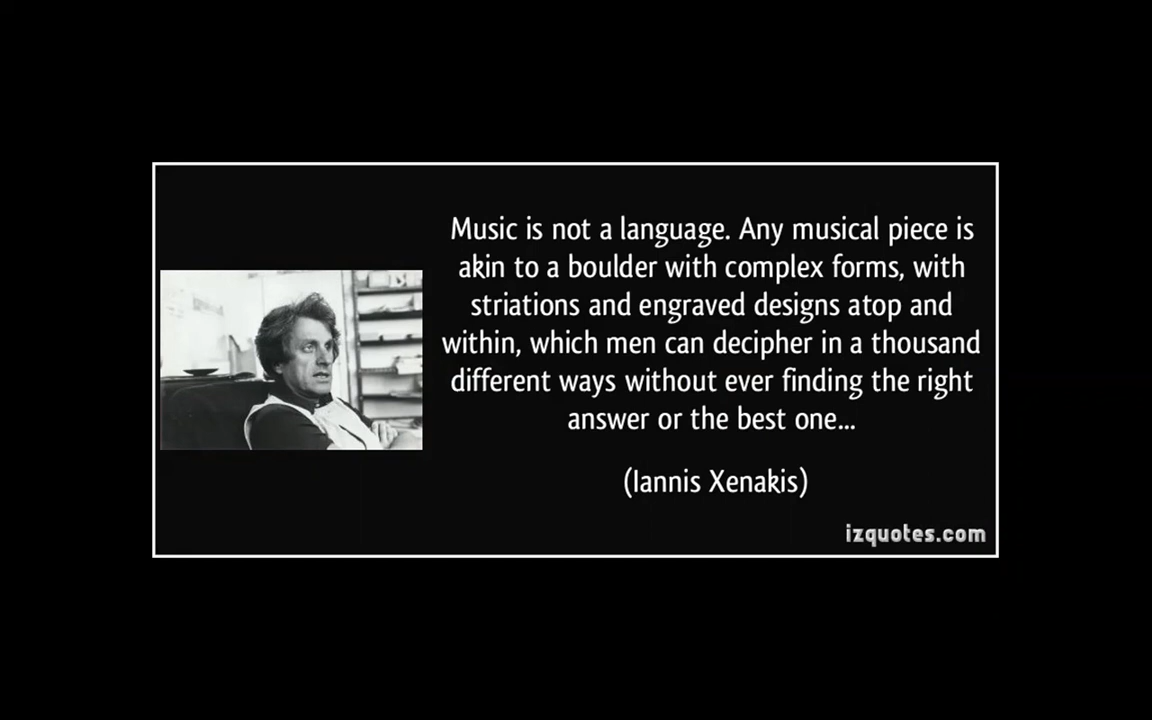 Music is not a language. Any musical piece is
akin to a boulder with complex forms, with
striations and engraved designs atop and
within, which men can decipher in a thousand
different ways without ever finding the right
answer or the best one...
(Iannis Xenakis)
izquotes.com